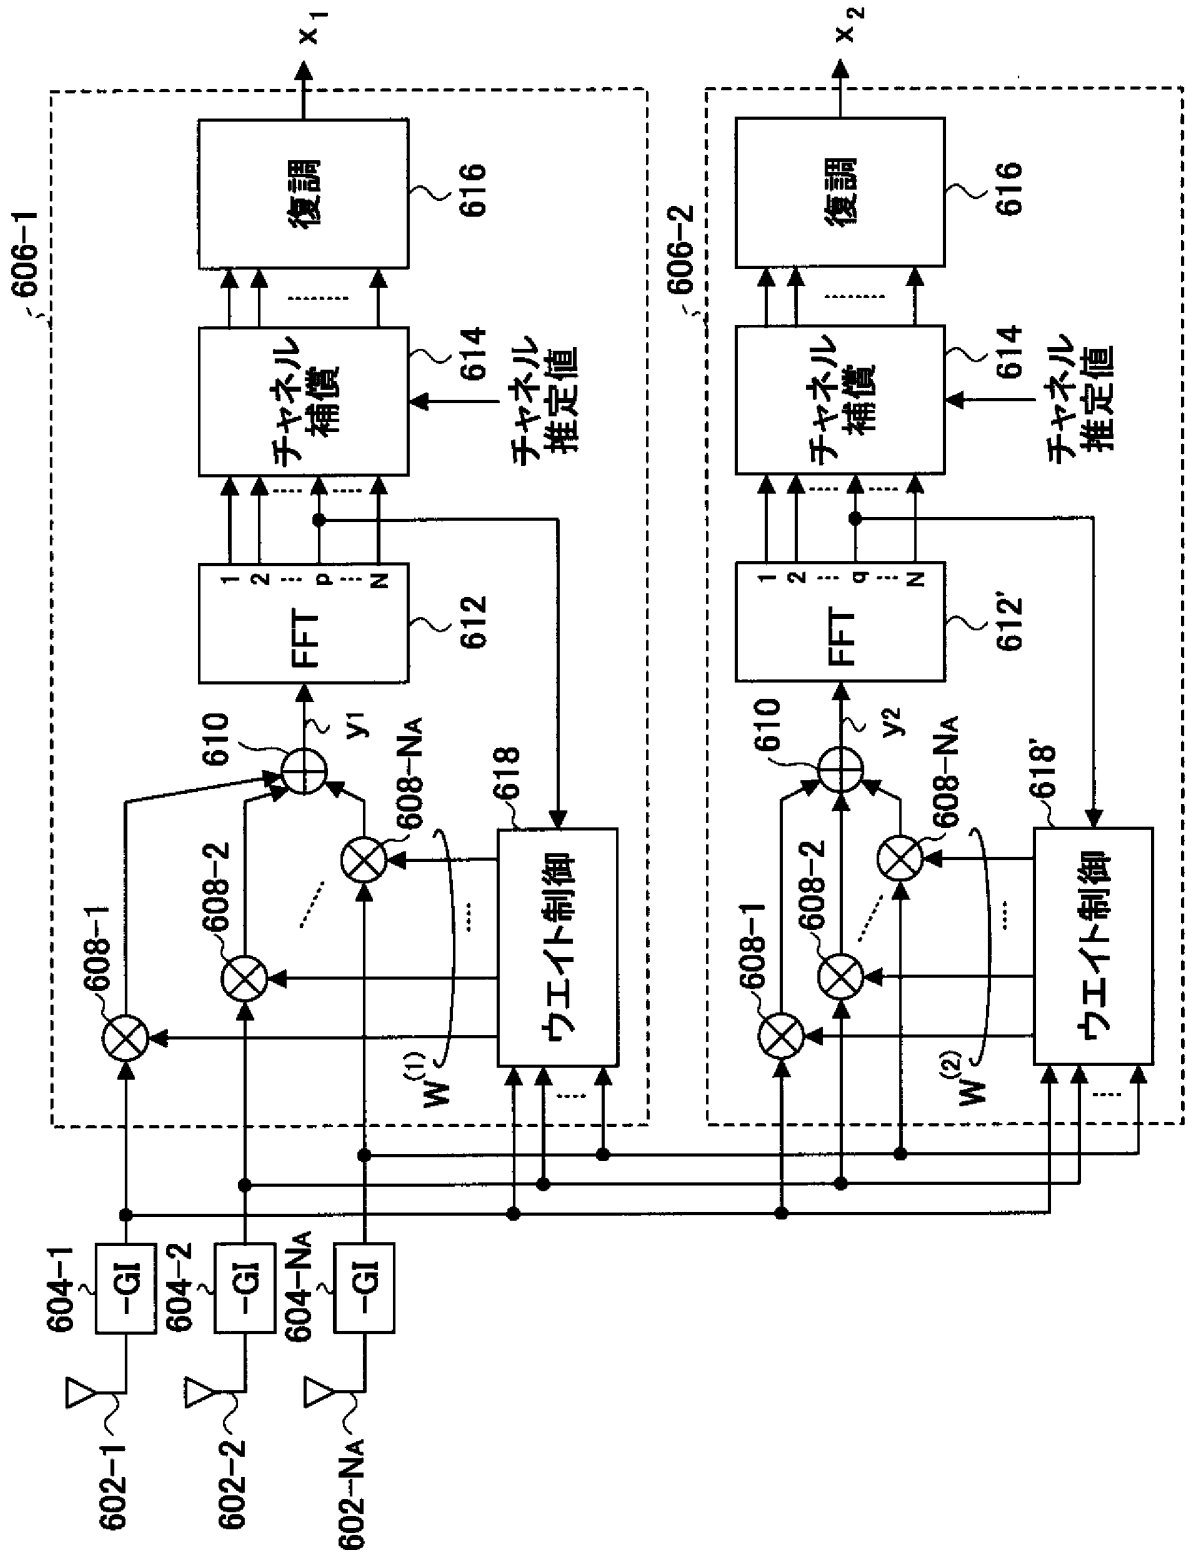 602-1
602-2
602-NA
604-1
-GI
604-2
-GI
604-NA
-GI
606-1
608-1
608-2
608-NA
610
y1
W(1)
618
ウエイト制御
FFT
1
2
p
N
612
チャネル
補償
614
チャネル
推定値
復調
616
x1
606-2
608-1
608-2
608-NA
610
y2
W(2)
618'
ウエイト制御
FFT
1
2
q
N
612'
チャネル
補償
614
チャネル
推定値
復調
616
x2